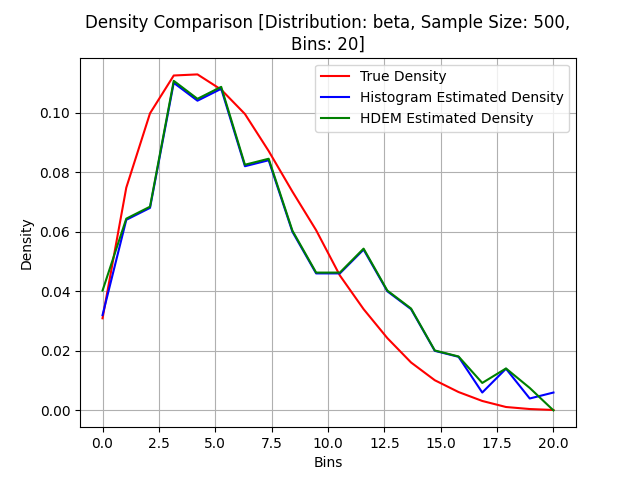 Density Comparison [Distribution: beta, Sample Size: 500,
Bins: 20]
True Density
Histogram Estimated Density
HDEM Estimated Density
Density
0.10
0.08
0.06
0.04
0.02
0.00
0.0 2.5 5.0 7.5 10.0 12.5 15.0 17.5 20.0
Bins